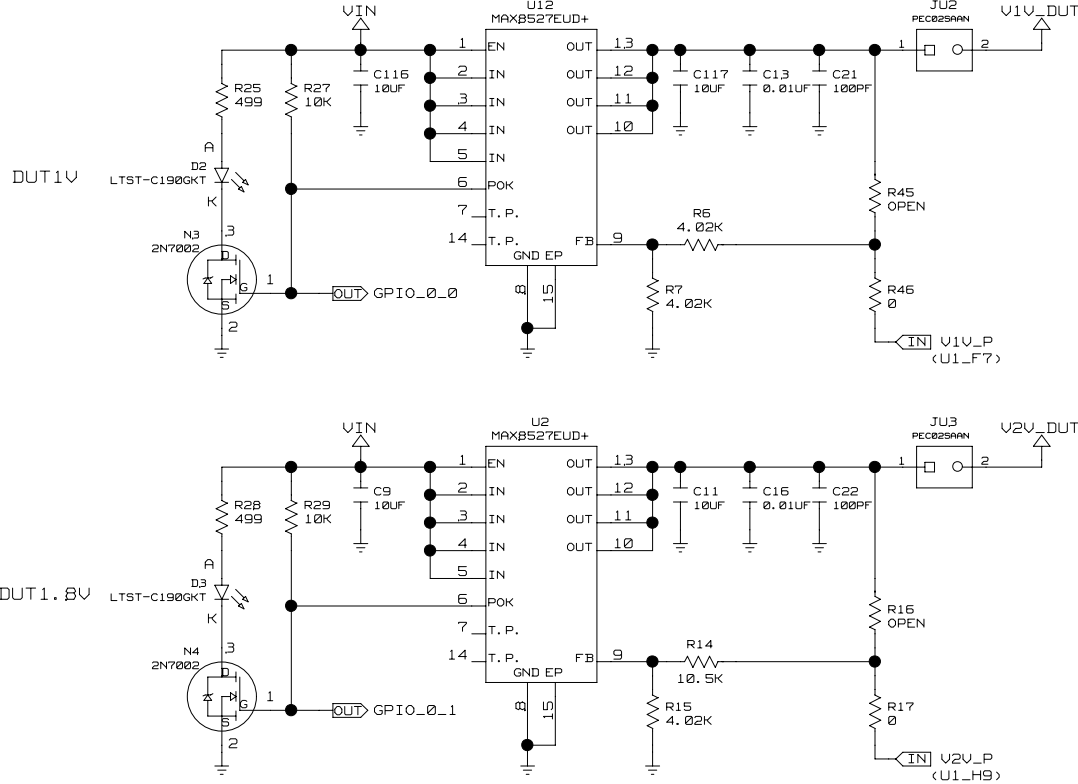 VIN
U12
MAX8527EUD+
JU2
PEC02SAAN
V1V_DUT
1 EN
OUT 13
1
2
2 IN
OUT 12
C116
10UF
C117
10UF
C13
0.01UF
C21
100PF
R25
499
R27
10K
3 IN
OUT 11
4 IN
OUT 10
A
5 IN
DUT1V
D2
LTST-C190GKT
K
6 POK
R45
OPEN
7 T.P.
R6
4.02K
N3
2N7002
3
14 T.P.
FB 9
GND EP
D
G
S
1
8
15
R7
4.02K
R46
0
OUT GPIO_0_0
2
IN V1V_P
(U1_F7)
VIN
U2
MAX8527EUD+
JU3
PEC02SAAN
V2V_DUT
1 EN
OUT 13
1
2
2 IN
OUT 12
C9
10UF
C11
10UF
C16
0.01UF
C22
100PF
R28
499
R29
10K
3 IN
OUT 11
4 IN
OUT 10
A
5 IN
DUT1.8V
D3
LTST-C190GKT
K
6 POK
R16
OPEN
7 T.P.
R14
10.5K
N4
2N7002
3
14 T.P.
FB 9
GND EP
D
G
S
1
8
15
R15
4.02K
R17
0
OUT GPIO_0_1
2
IN V2V_P
(U1_H9)